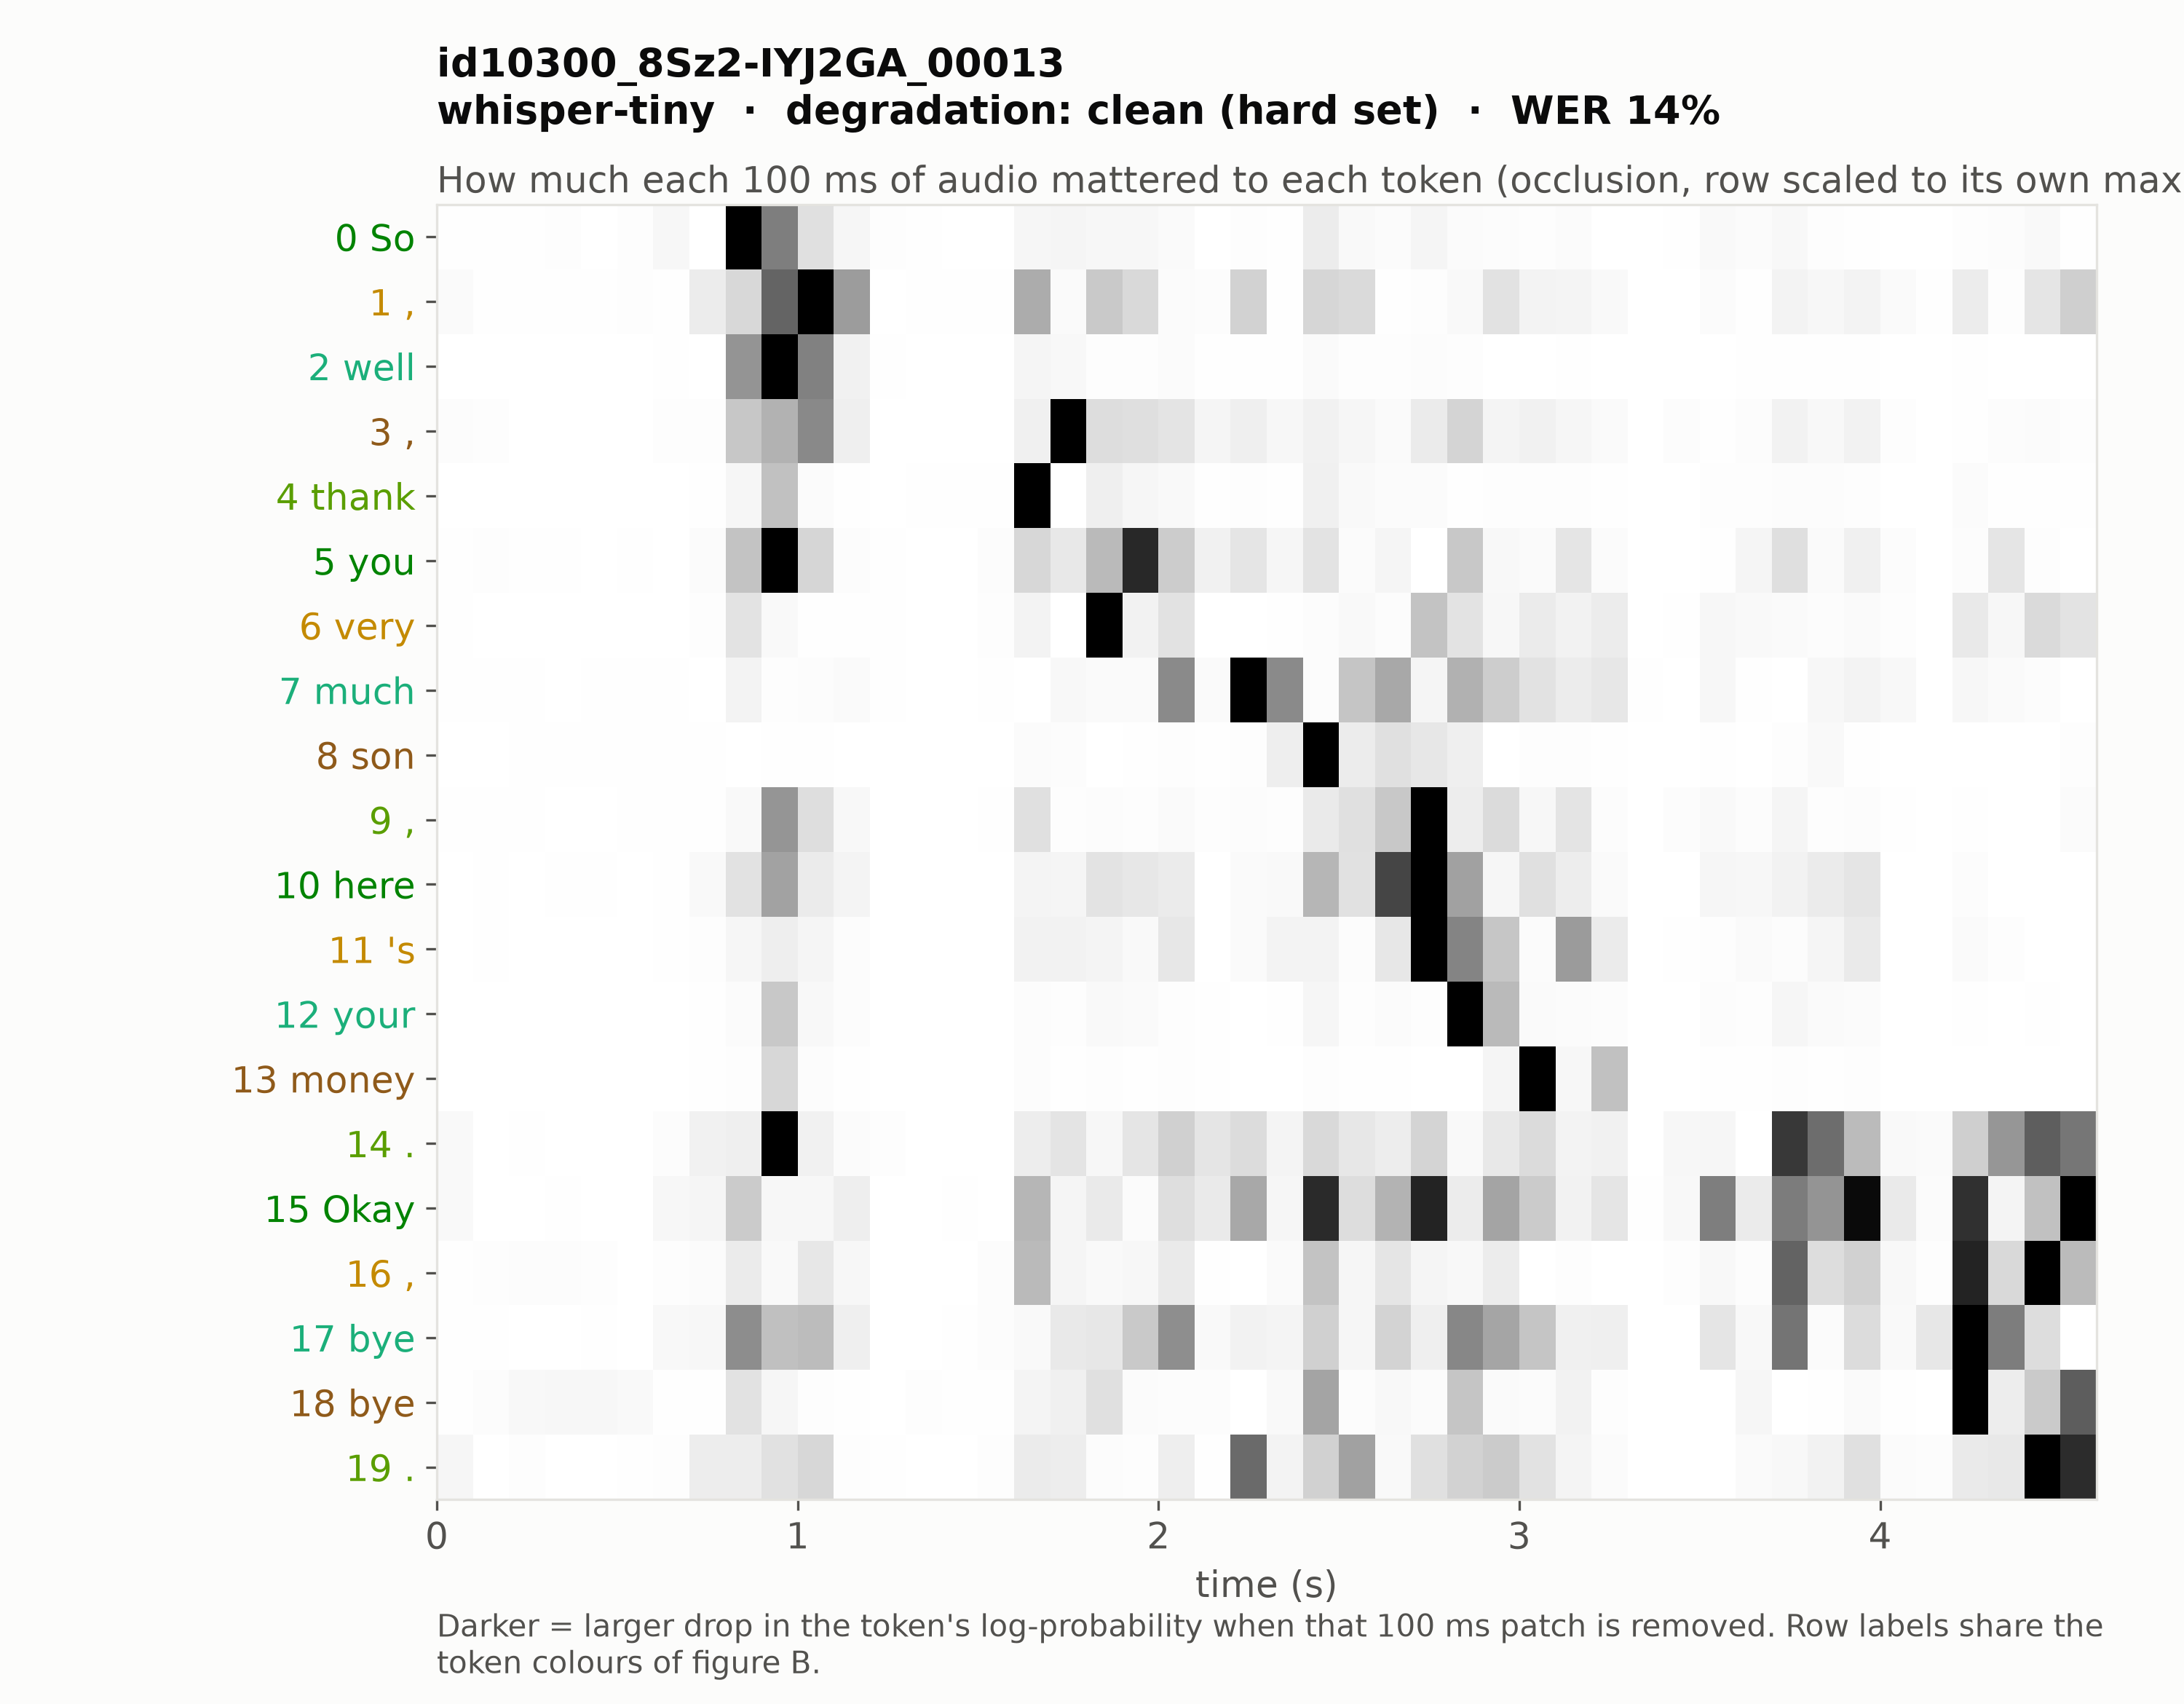 id10300_8Sz2-IYJ2GA_00013
whisper-tiny · degradation: clean (hard set) · WER 14%
How much each 100 ms of audio mattered to each token (occlusion, row scaled to its own max
0 So
1 ,
2 well
3 ,
4 thank
5 you
6 very
7 much
8 son
9 ,
10 here
11 's
12 your
13 money
14 .
15 Okay
16 ,
17 bye
18 bye
19 .
0 1 2 3 4
time (s)
Darker = larger drop in the token's log-probability when that 100 ms patch is removed. Row labels share the
token colours of figure B.